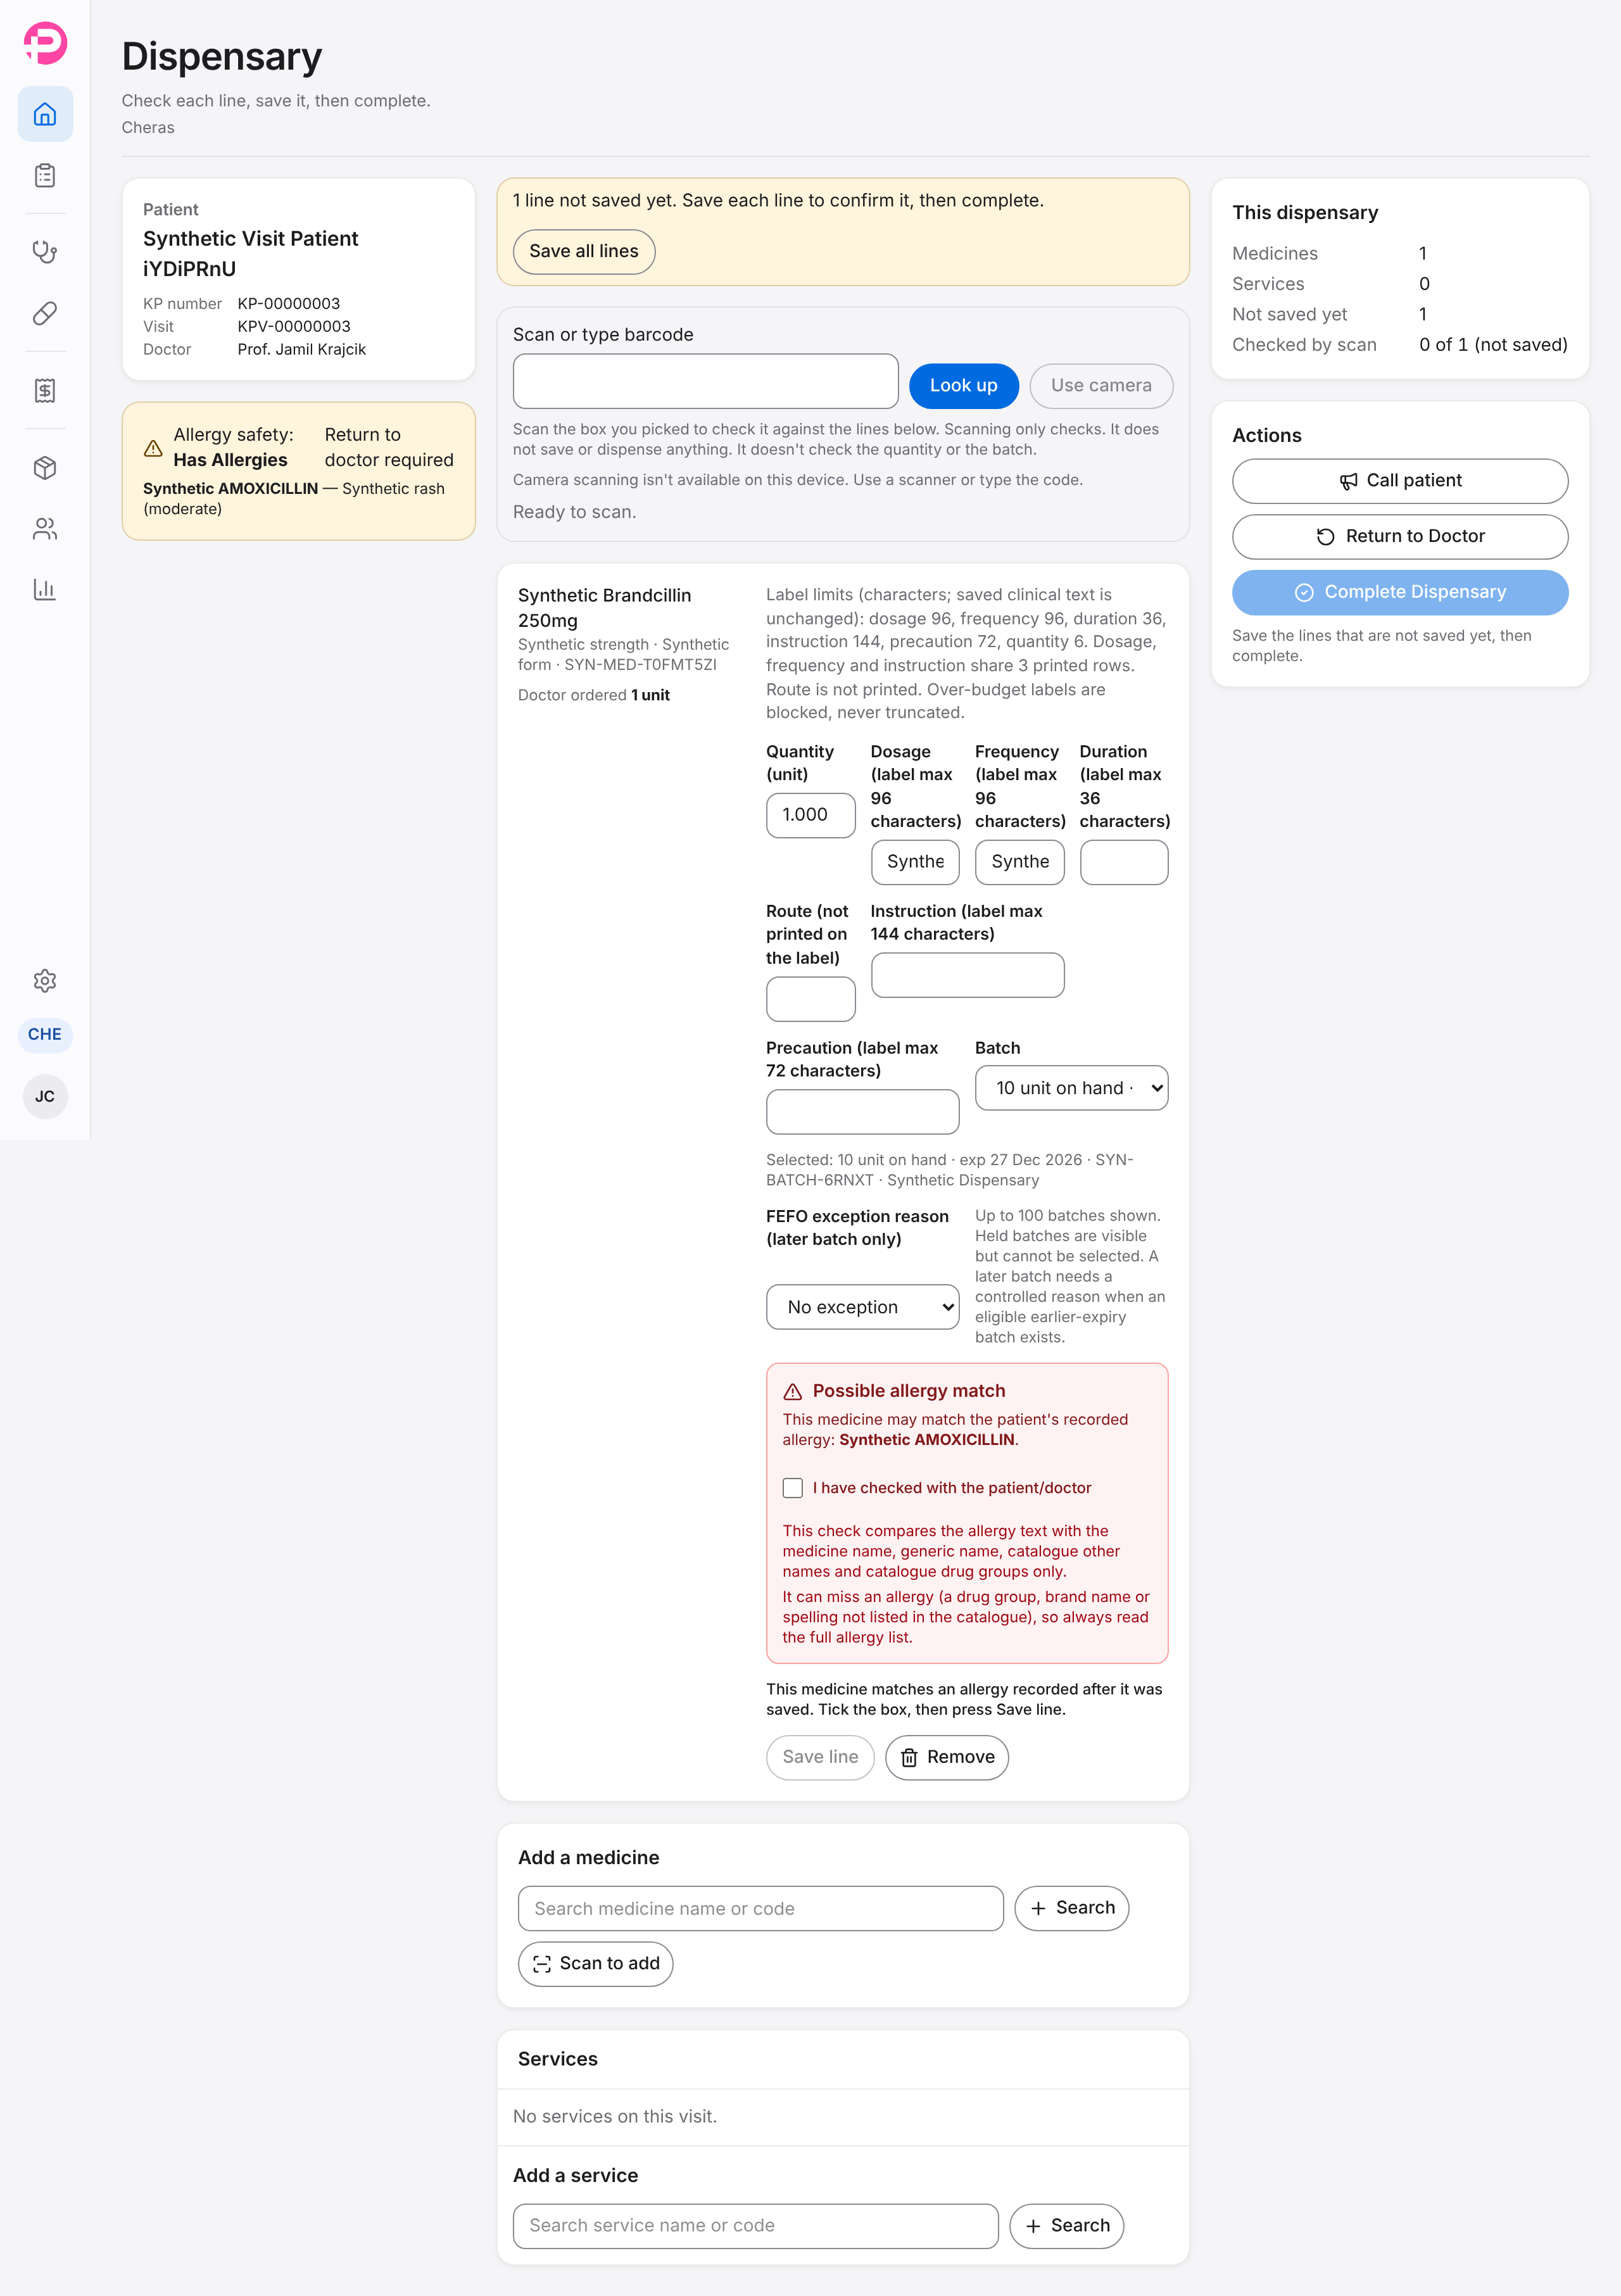 Dispensary
Check each line, save it, then complete.
Cheras
Patient
Synthetic Visit Patient
iYDiPRnU
KP number KP-00000003
Visit KPV-00000003
Doctor Prof. Jamil Krajcik
Allergy safety:
Has Allergies
Return to
doctor required
Synthetic AMOXICILLIN — Synthetic rash
(moderate)
1 line not saved yet. Save each line to confirm it, then complete.
Save all lines
Scan or type barcode
Look up
Use camera
Scan the box you picked to check it against the lines below. Scanning only checks. It does
not save or dispense anything. It doesn't check the quantity or the batch.
Camera scanning isn't available on this device. Use a scanner or type the code.
Ready to scan.
Synthetic Brandcillin
250mg
Synthetic strength · Synthetic
form · SYN-MED-T0FMT5ZI
Doctor ordered 1 unit
Label limits (characters; saved clinical text is
unchanged): dosage 96, frequency 96, duration 36,
instruction 144, precaution 72, quantity 6. Dosage,
frequency and instruction share 3 printed rows.
Route is not printed. Over-budget labels are
blocked, never truncated.
Quantity
(unit)
1.000
Dosage
(label max
96
characters)
Synthe
Frequency
(label max
96
characters)
Synthe
Duration
(label max
36
characters)
Route (not
printed on
the label)
Instruction (label max
144 characters)
Precaution (label max
72 characters)
Batch
10 unit on hand ·
Selected: 10 unit on hand · exp 27 Dec 2026 · SYN-
BATCH-6RNXT · Synthetic Dispensary
FEFO exception reason
(later batch only)
No exception
Up to 100 batches shown.
Held batches are visible
but cannot be selected. A
later batch needs a
controlled reason when an
eligible earlier-expiry
batch exists.
Possible allergy match
This medicine may match the patient's recorded
allergy: Synthetic AMOXICILLIN.
I have checked with the patient/doctor
This check compares the allergy text with the
medicine name, generic name, catalogue other
names and catalogue drug groups only.
It can miss an allergy (a drug group, brand name or
spelling not listed in the catalogue), so always read
the full allergy list.
This medicine matches an allergy recorded after it was
saved. Tick the box, then press Save line.
Save line
Remove
Add a medicine
Search medicine name or code
Search
Scan to add
Services
No services on this visit.
Add a service
Search service name or code
Search
This dispensary
Medicines 1
Services 0
Not saved yet 1
Checked by scan 0 of 1 (not saved)
Actions
Call patient
Return to Doctor
Complete Dispensary
Save the lines that are not saved yet, then
complete.
CHE
JC